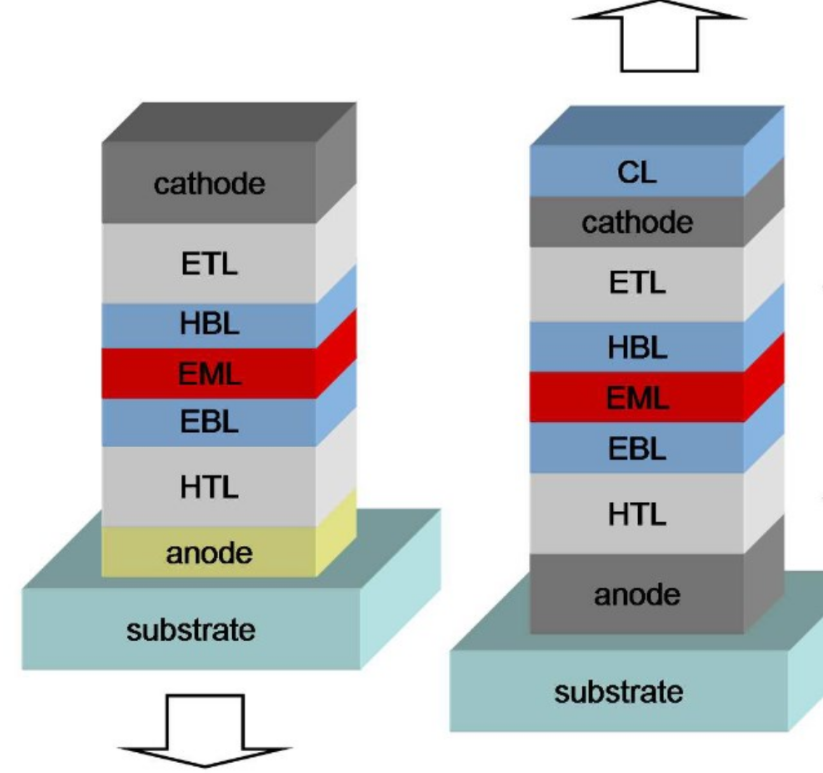 cathode
ETL
HBL
EML
EBL
HTL
anode
substrate
CL
cathode
ETL
HBL
EML
EBL
HTL
anode
substrate